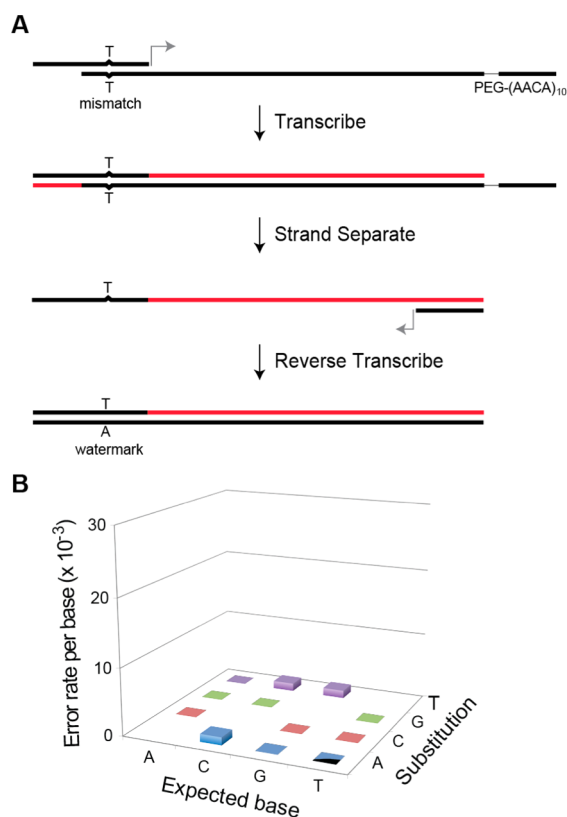 A
T
T
mismatch
PEG-(AACA)10
Transcribe
T
T
Strand Separate
T
Reverse Transcribe
T
A
watermark
B
Error rate per base (x 10-3)
30
20
10
0
A
C
G
T
Expected base
A
C
G
T
Substitution